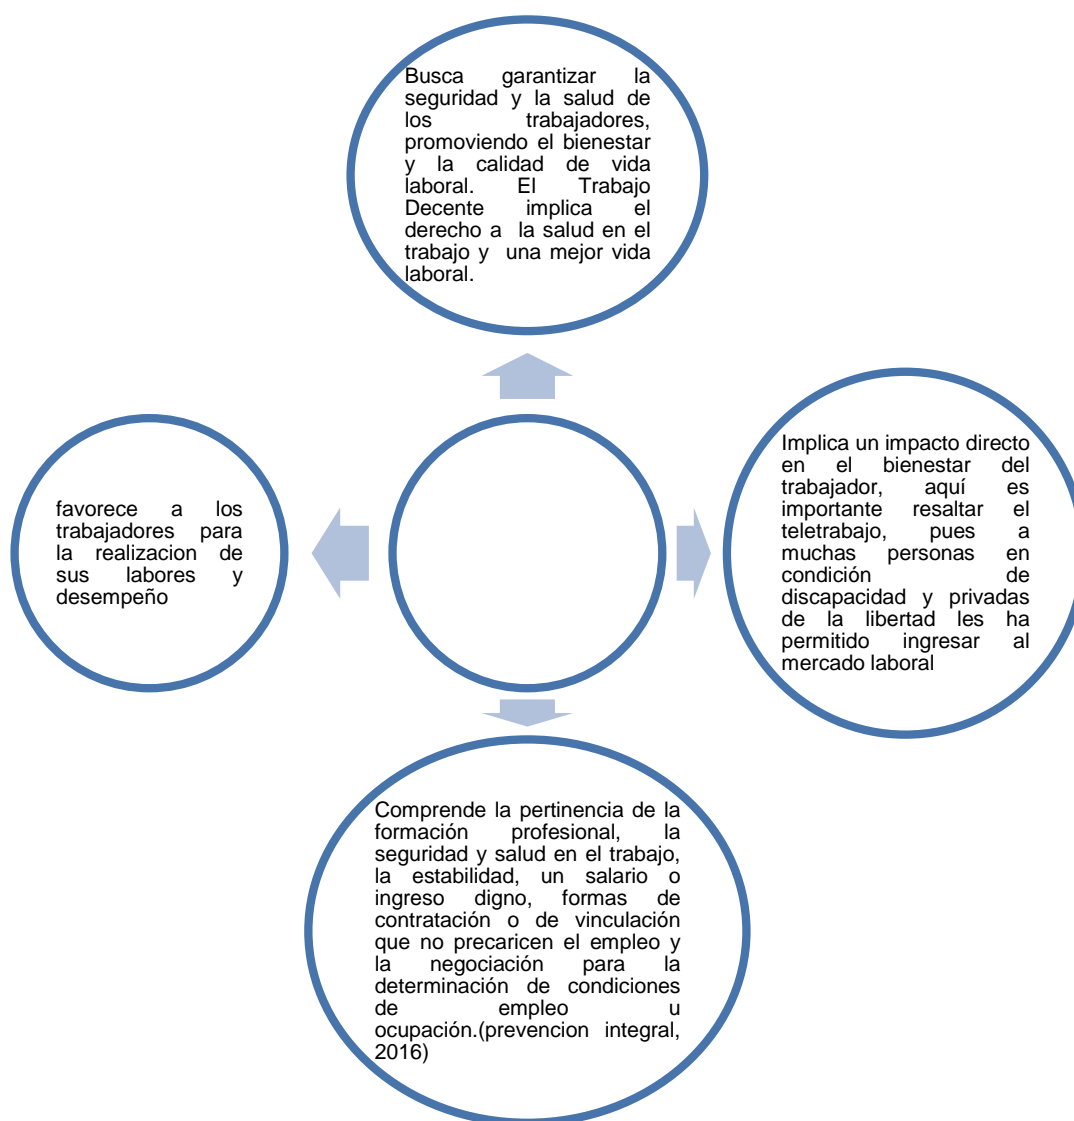 Busca garantizar la
seguridad y la salud de
los trabajadores,
promoviendo el bienestar
y la calidad de vida
laboral. El Trabajo
Decente implica el
derecho a la salud en el
trabajo y una mejor vida
laboral.
Implica un impacto directo
en el bienestar del
trabajador, aquí es
importante resaltar el
teletrabajo, pues a
muchas personas en
condición de
discapacidad y privadas
de la libertad les ha
permitido ingresar al
mercado laboral
favorece a los
trabajadores para
la realizacion de
sus labores y
desempeño
Comprende la pertinencia de la
formación profesional, la
seguridad y salud en el trabajo,
la estabilidad, un salario o
ingreso digno, formas de
contratación o de vinculación
que no precaricen el empleo y
la negociación para la
determinación de condiciones
de empleo u
ocupación.(prevencion integral,
2016)